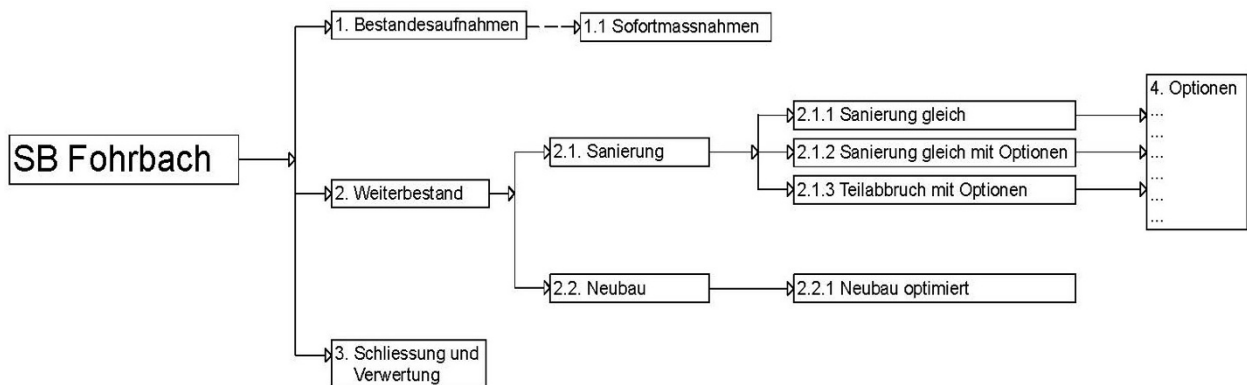 SB Fohrbach
1. Bestandesaufnahmen
1.1 Sofortmassnahmen
2. Weiterbestand
2.1. Sanierung
2.1.1 Sanierung gleich
2.1.2 Sanierung gleich mit Optionen
2.1.3 Teilabbruch mit Optionen
4. Optionen
...
...
...
...
...
...
2.2. Neubau
2.2.1 Neubau optimiert
3. Schliessung und
Verwertung